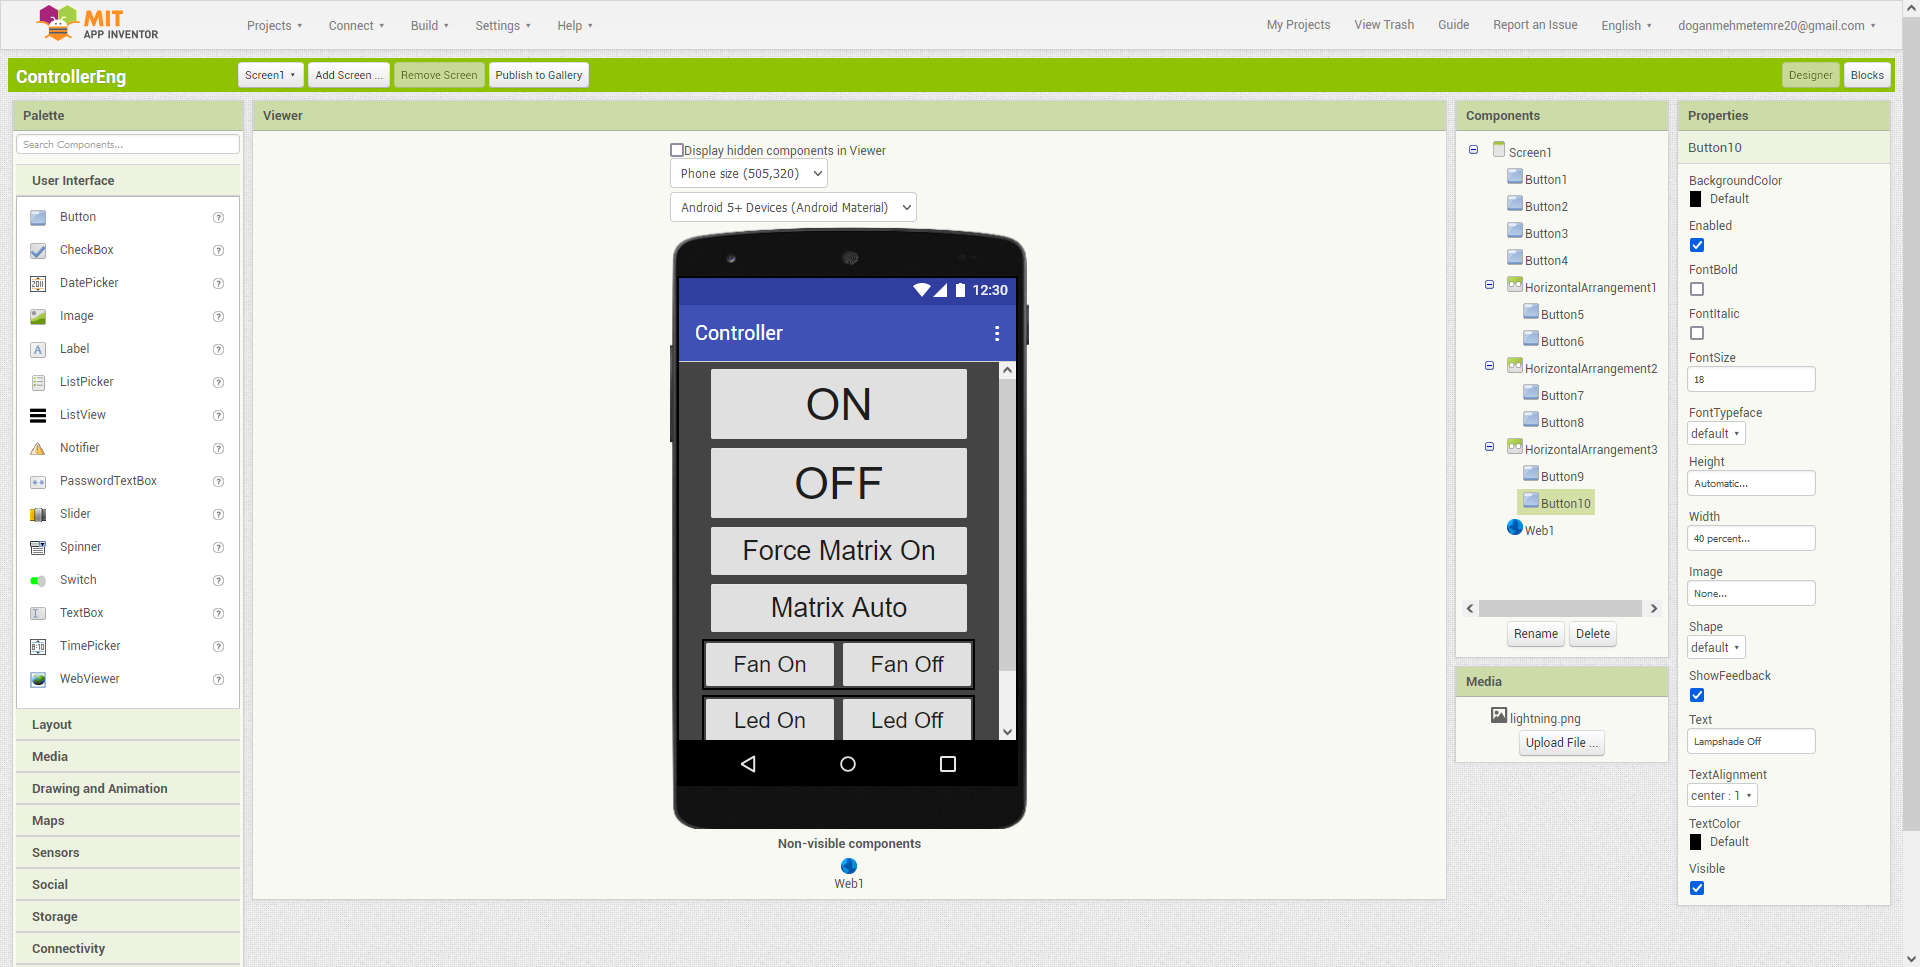 MIT
APP INVENTOR
Projects
Connect
Build
Settings
Help
My Projects
View Trash
Guide
Report an Issue
English
doganmehmetemre20@gmail.com
ControllerEng
Screen1
Add Screen ...
Remove Screen
Publish to Gallery
Designer
Blocks
Palette
Search Components...
User Interface
Button
CheckBox
DatePicker
Image
Label
ListPicker
ListView
Notifier
PasswordTextBox
Slider
Spinner
Switch
TextBox
TimePicker
WebViewer
Layout
Media
Drawing and Animation
Maps
Sensors
Social
Storage
Connectivity
Viewer
Display hidden components in Viewer
Phone size (505,320)
Android 5+ Devices (Android Material)
12:30
Controller
ON
OFF
Force Matrix On
Matrix Auto
Fan On
Fan Off
Led On
Led Off
Non-visible components
Web1
Components
Screen1
Button1
Button2
Button3
Button4
HorizontalArrangement1
Button5
Button6
HorizontalArrangement2
Button7
Button8
HorizontalArrangement3
Button9
Button10
Web1
Rename
Delete
Media
lightning.png
Upload File ...
Properties
Button10
BackgroundColor
Default
Enabled
FontBold
FontItalic
FontSize
18
FontTypeface
default
Height
Automatic...
Width
40 percent...
Image
None...
Shape
default
ShowFeedback
Text
Lampshade Off
TextAlignment
center : 1
TextColor
Default
Visible